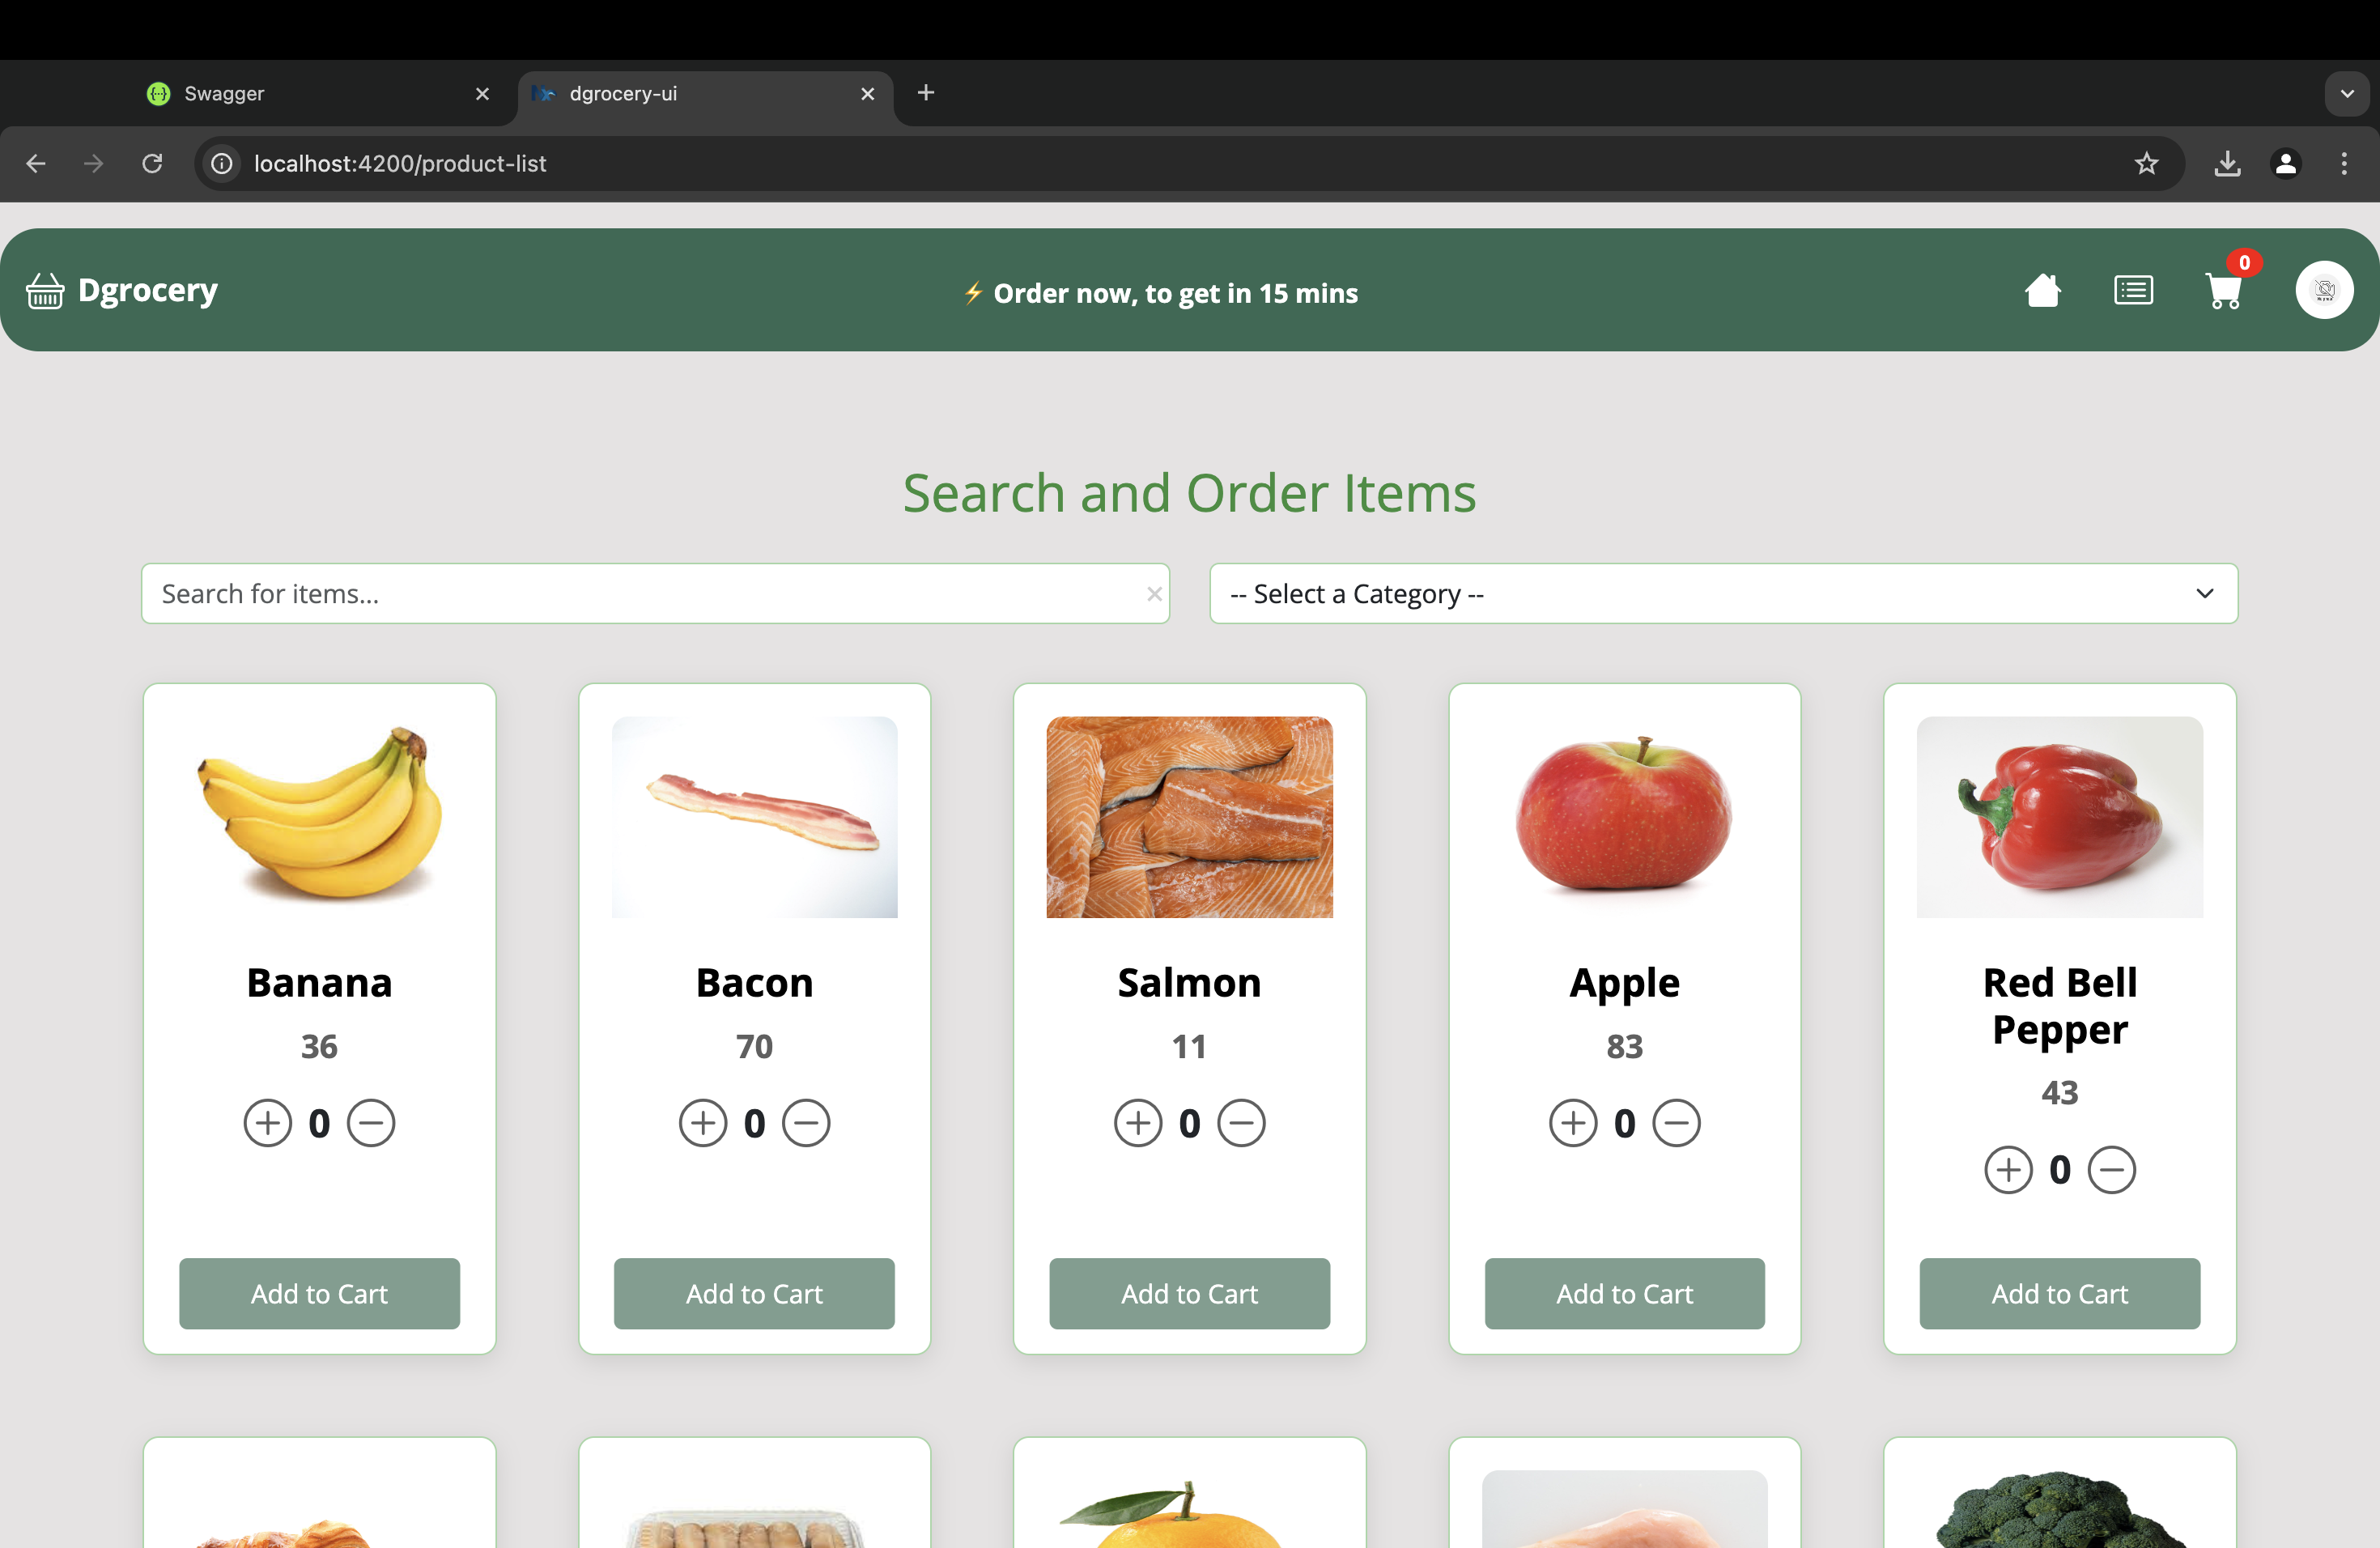 Swagger
dgrocery-ui
localhost:4200/product-list
Dgrocery
⚡ Order now, to get in 15 mins
0
Search and Order Items
Search for items...
-- Select a Category --
Banana
36
0
Add to Cart
Bacon
70
0
Add to Cart
Salmon
11
0
Add to Cart
Apple
83
0
Add to Cart
Red Bell
Pepper
43
0
Add to Cart